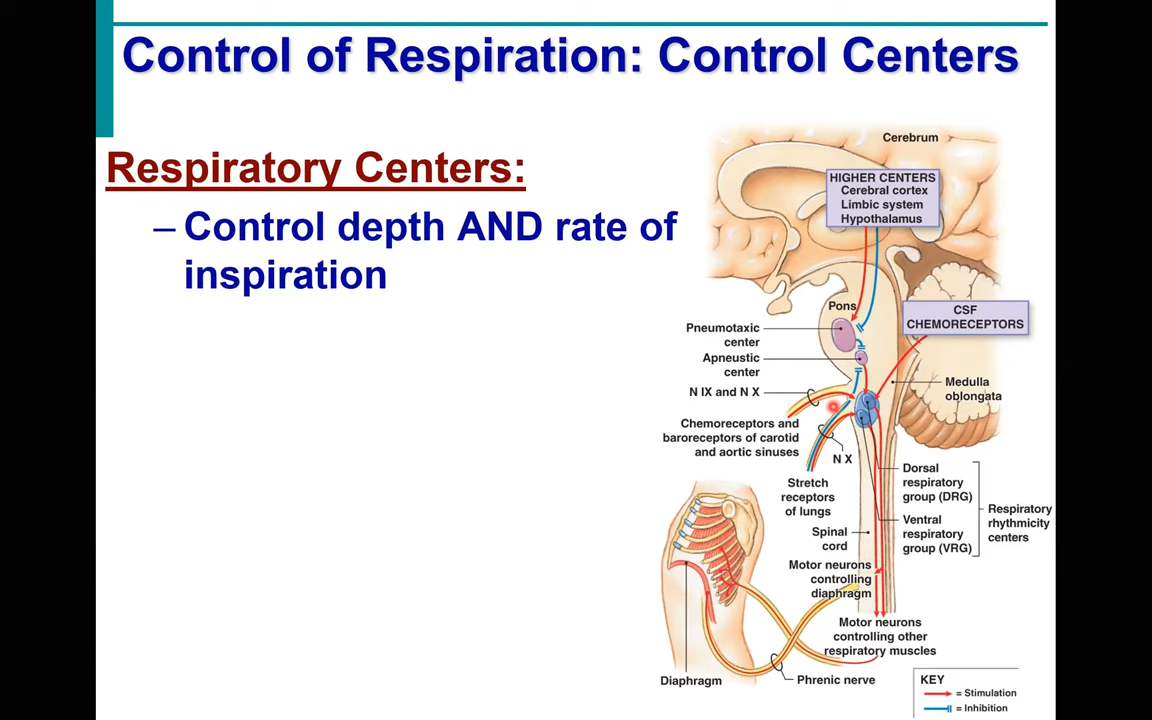 Control of Respiration: Control Centers
Respiratory Centers:
– Control depth AND rate of
inspiration
Cerebrum
HIGHER CENTERS
Cerebral cortex
Limbic system
Hypothalamus
Pons
CSF
CHEMORECEPTORS
Pneumotaxic
center
Apneustic
center
N IX and N X
Medulla
oblongata
Chemoreceptors and
baroreceptors of carotid
and aortic sinuses
N X
Stretch
receptors
of lungs
Dorsal
respiratory
group (DRG)
Ventral
respiratory
group (VRG)
Respiratory
rhythmicity
centers
Spinal
cord
Motor neurons
controlling
diaphragm
Motor neurons
controlling other
respiratory muscles
Diaphragm
Phrenic nerve
KEY
= Stimulation
= Inhibition